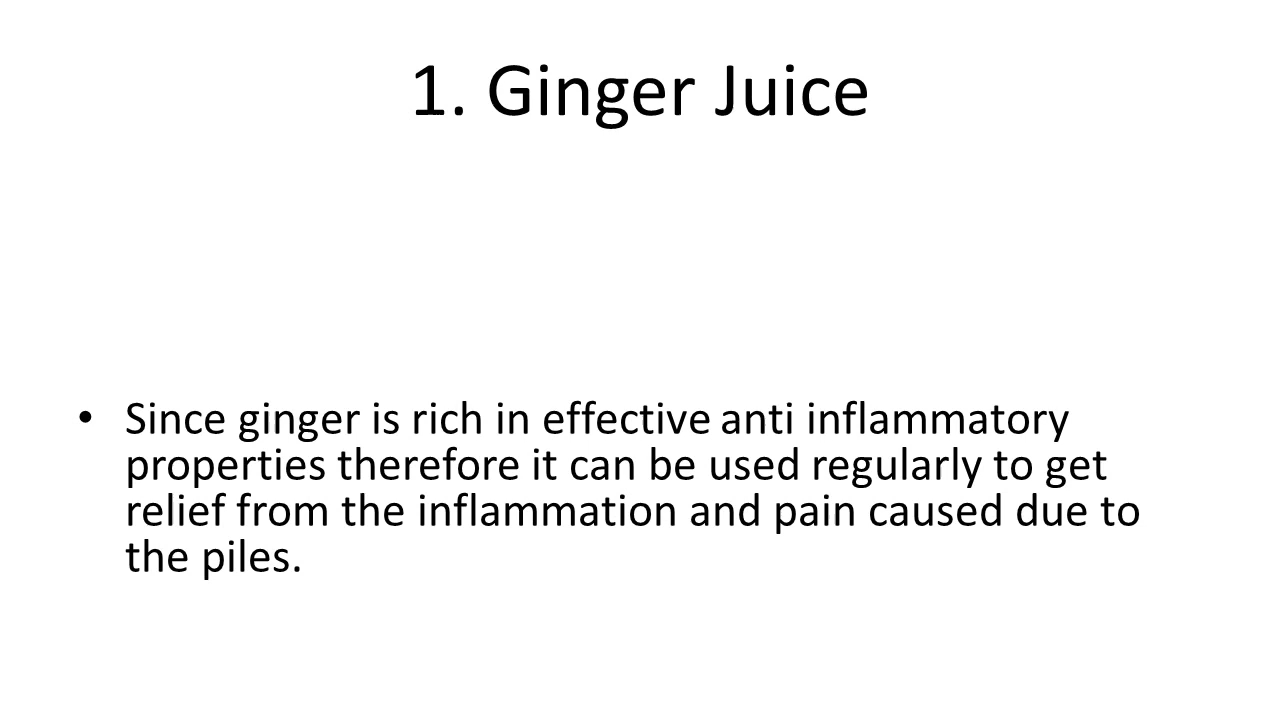 1. Ginger Juice
• Since ginger is rich in effective anti inflammatory
properties therefore it can be used regularly to get
relief from the inflammation and pain caused due to
the piles.